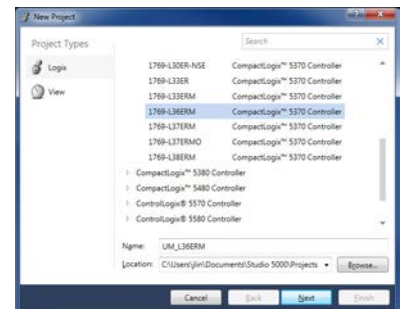 New Project
Project Types
Search
Logix
View
1769-L30ER-NSE CompactLogix™ 5370 Controller
1769-L33ER CompactLogix™ 5370 Controller
1769-L33ERM CompactLogix™ 5370 Controller
1769-L36ERM CompactLogix™ 5370 Controller
1769-L37ERM CompactLogix™ 5370 Controller
1769-L37ERMO CompactLogix™ 5370 Controller
1769-L38ERM CompactLogix™ 5370 Controller
CompactLogix™ 5380 Controller
CompactLogix™ 5480 Controller
ControlLogix® 5570 Controller
ControlLogix® 5580 Controller
Name: UM_L36ERM
Location: C:\Users\jlin\Documents\Studio 5000\Projects Browse...
Cancel Back Next Finish